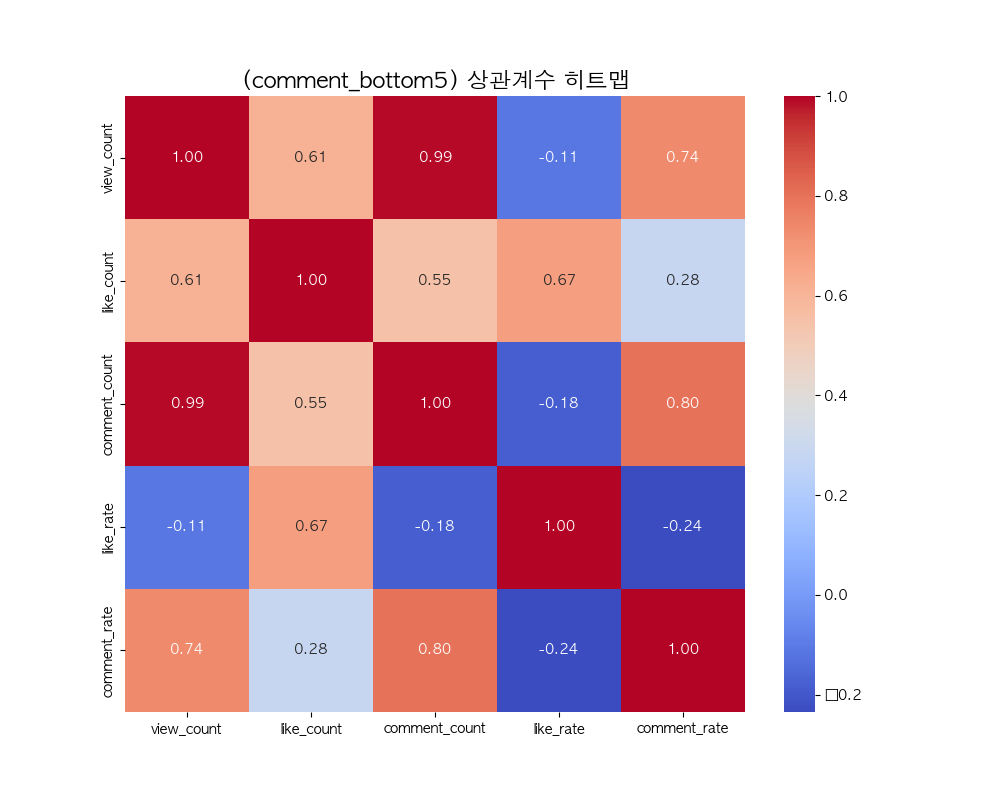 (comment_bottom5) 상관계수 히트맵
view_count
1.00 0.61 0.99 -0.11 0.74
like_count
0.61 1.00 0.55 0.67 0.28
comment_count
0.99 0.55 1.00 -0.18 0.80
like_rate
-0.11 0.67 -0.18 1.00 -0.24
comment_rate
0.74 0.28 0.80 -0.24 1.00
view_count like_count comment_count like_rate comment_rate
1.0
0.8
0.6
0.4
0.2
0.0
□0.2